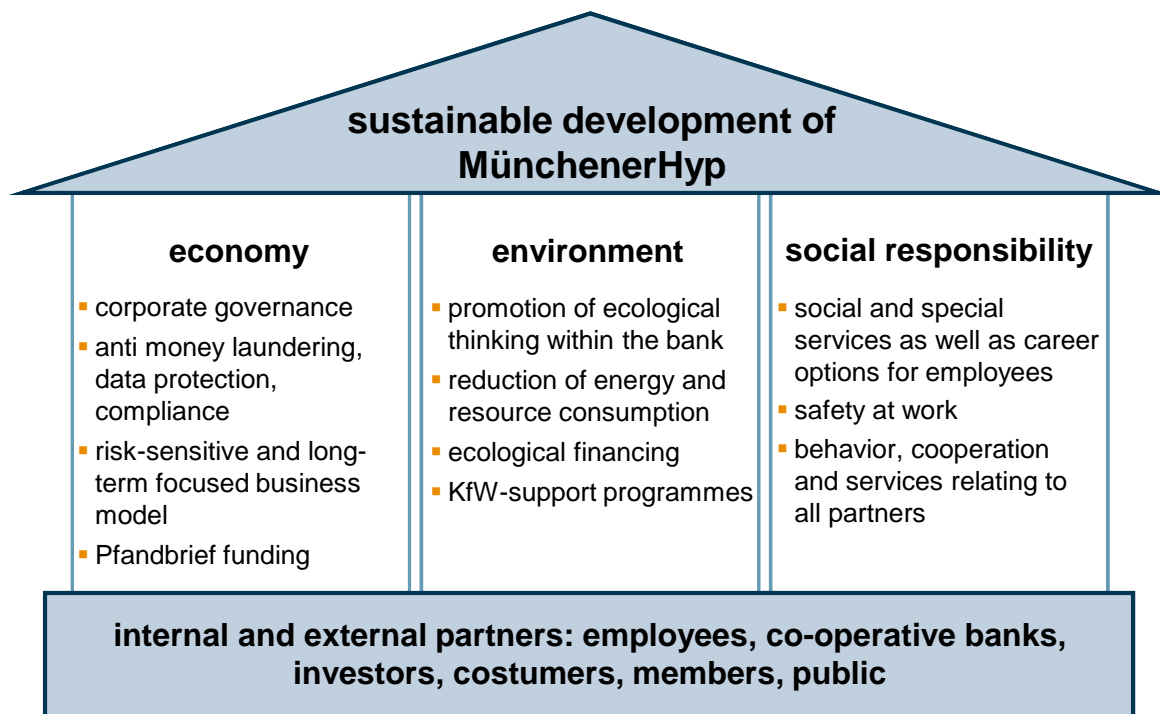 sustainable development of
MünchenerHyp
economy
corporate governance
anti money laundering,
data protection,
compliance
risk-sensitive and long-
term focused business
model
Pfandbrief funding
environment
promotion of ecological
thinking within the bank
reduction of energy and
resource consumption
ecological financing
KfW-support programmes
social responsibility
social and special
services as well as career
options for employees
safety at work
behavior, cooperation
and services relating to
all partners
internal and external partners: employees, co-operative banks,
investors, costumers, members, public